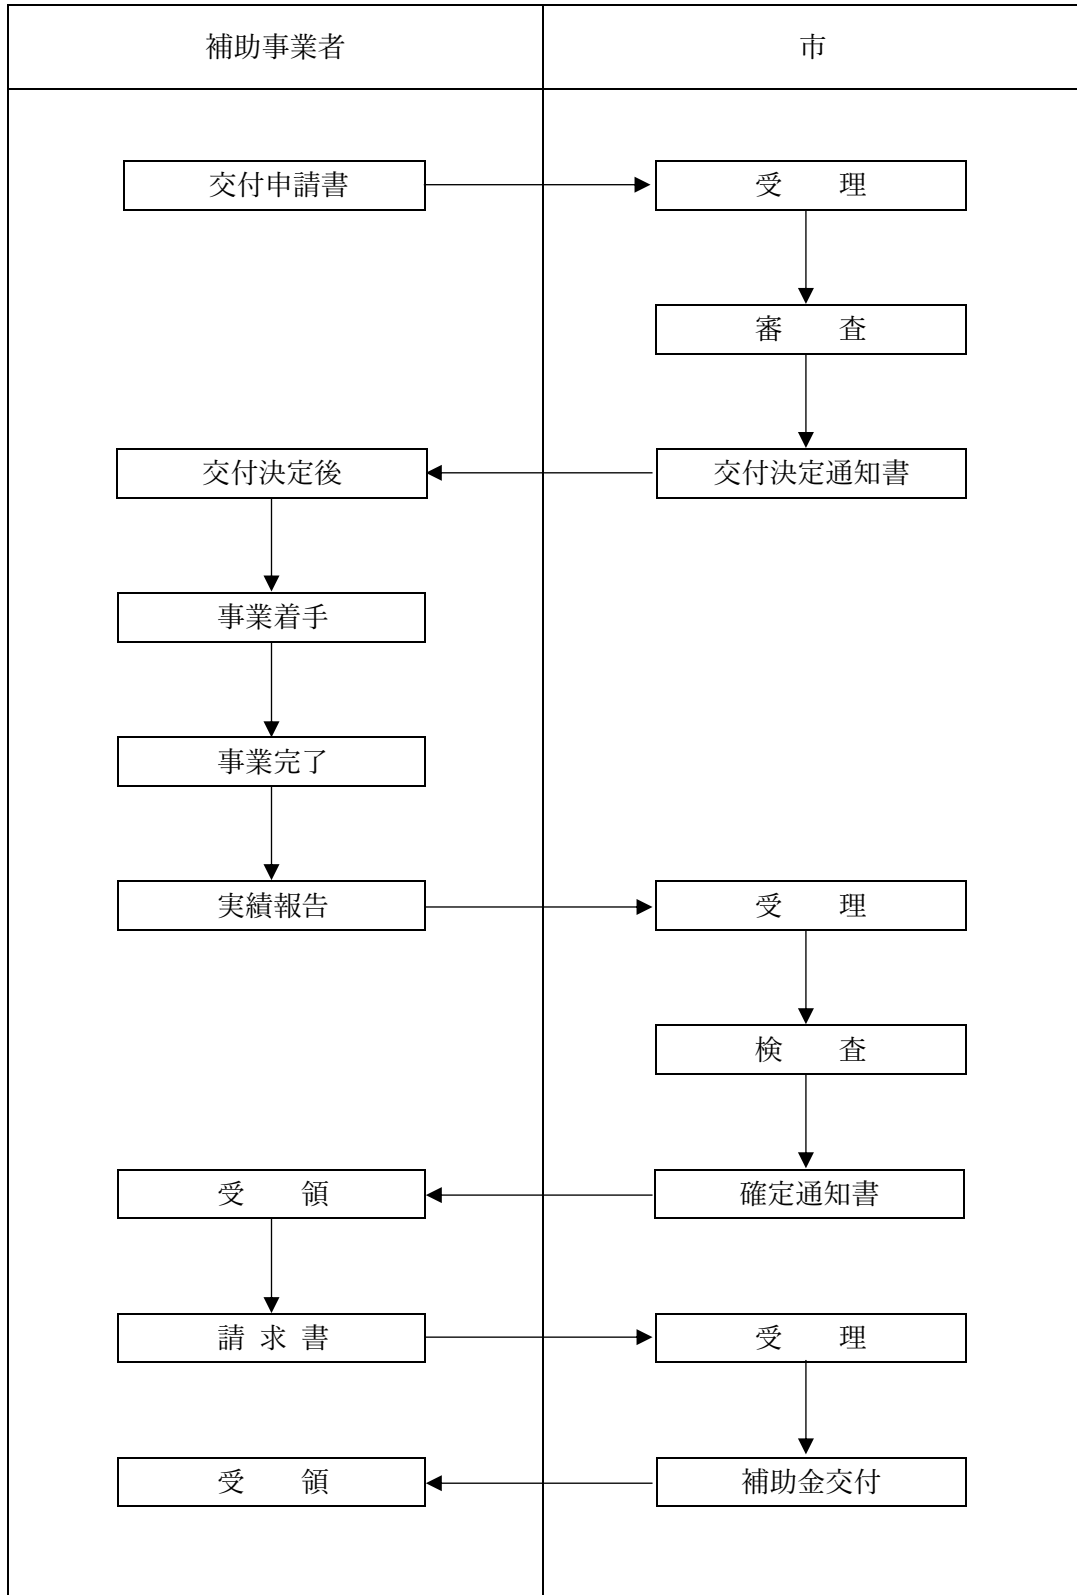 補助事業者 市
交付申請書 受　　理
審　　査
交付決定後 交付決定通知書
事業着手
事業完了
実績報告 受　　理
検　　査
受　　領 確定通知書
請 求 書 受　　理
受　　領 補助金交付